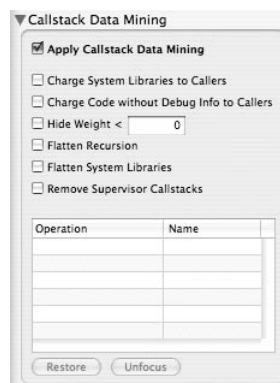 Callstack Data Mining
Apply Callstack Data Mining
Charge System Libraries to Callers
Charge Code without Debug Info to Callers
Hide Weight < 0
Flatten Recursion
Flatten System Libraries
Remove Supervisor Callstacks
Operation Name
Restore Unfocus